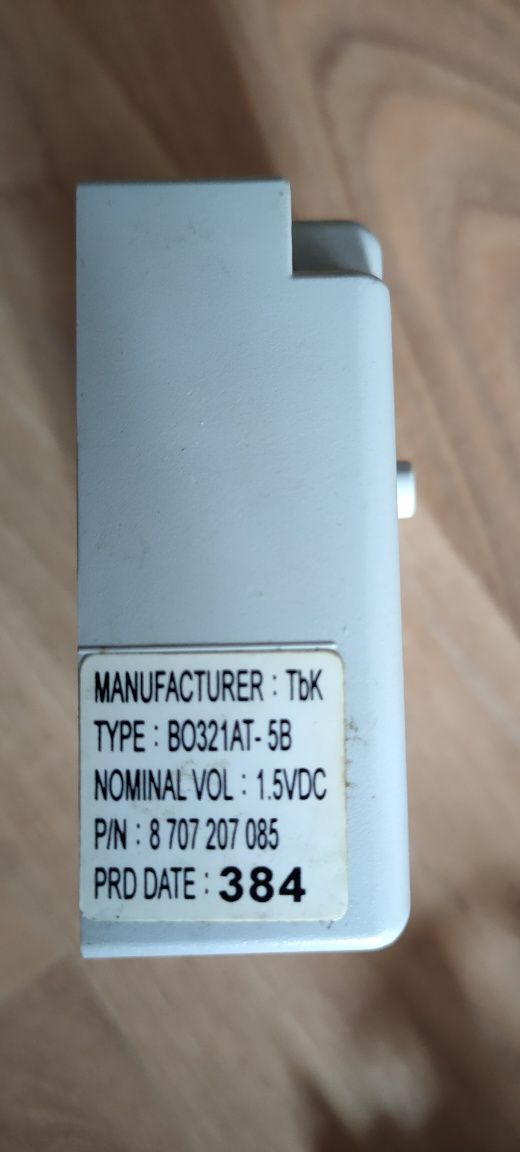 MANUFACTURER : TbK
TYPE : BO321AT- 5B
NOMINAL VOL : 1.5VDC
P/N : 8 707 207 085
PRD DATE : 384